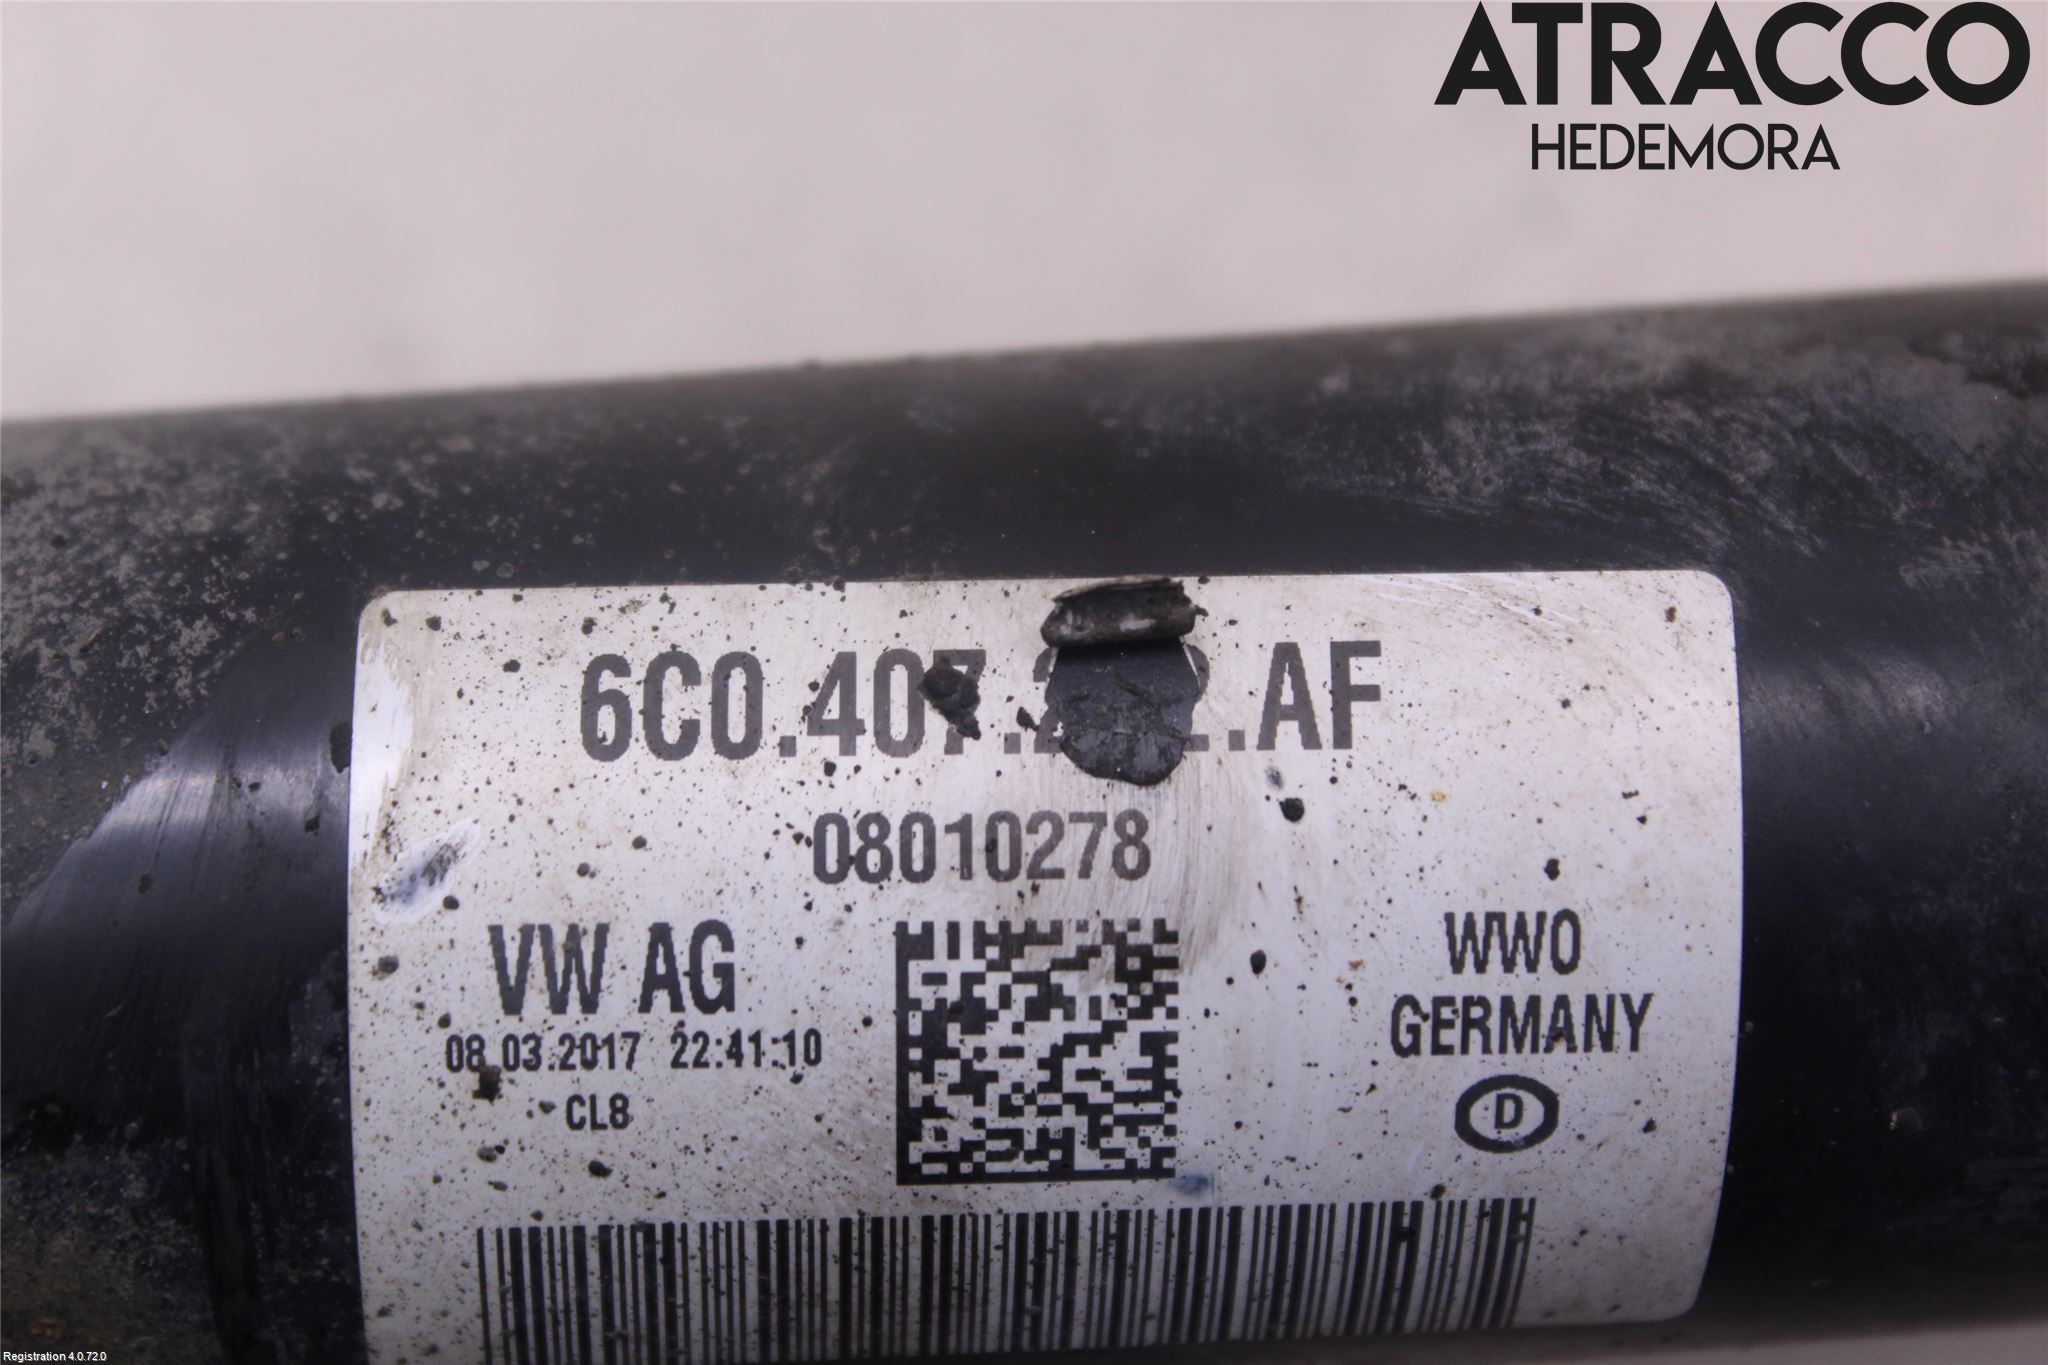 ATRACCO
HEDEMORA
08010278
VW AG
WWO
08.03.2017 22:41:10
GERMANY
CL8
D
Registration 4.0.72.0